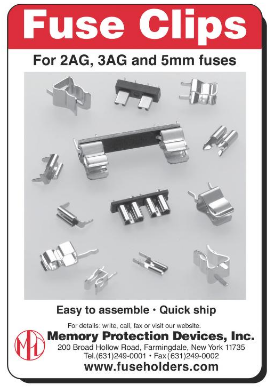 Fuse Clips
For 2AG, 3AG and 5mm fuses
Easy to assemble • Quick ship
For details: write, call, fax or visit our website.
Memory Protection Devices, Inc.
200 Broad Hollow Road, Farmingdale, New York 11735
Tel.(631)249-0001 • Fax(631)249-0002
www.fuseholders.com